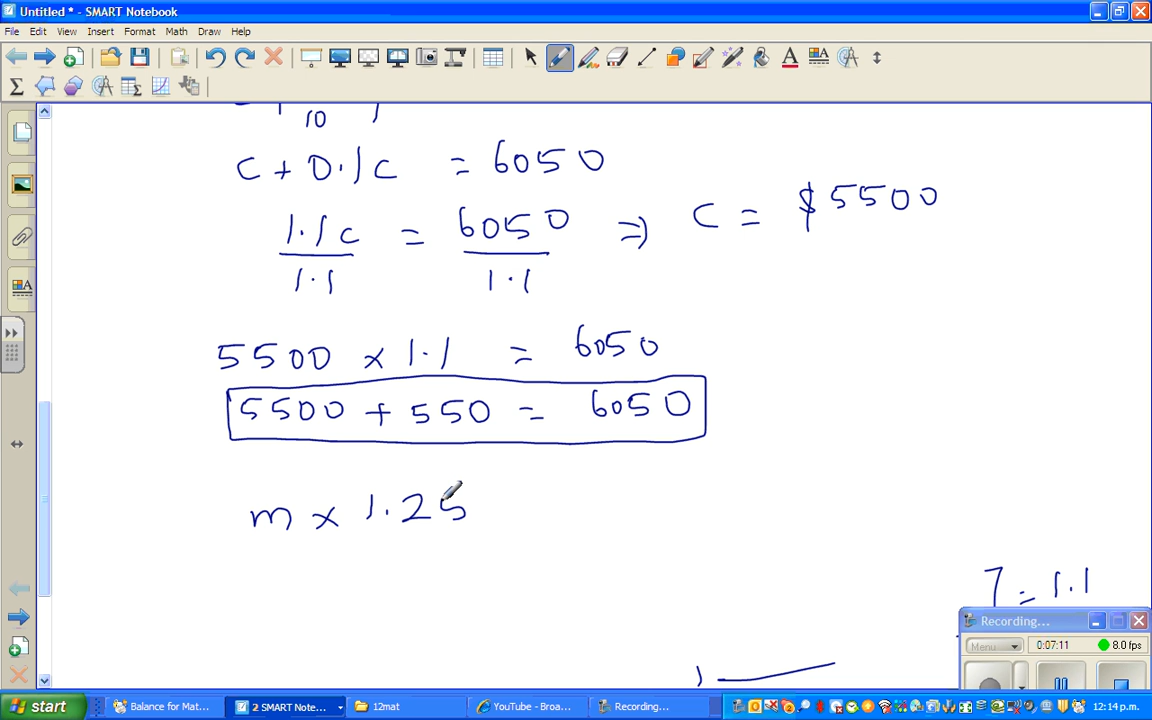 Untitled * - SMART Notebook
File Edit View Insert Format Math Draw Help
10
c + 0.1c = 6050
1.1c = 6050 ⇒ c = $5500
1.1 1.1
5500 x 1.1 = 6050
5500 + 550 = 6050
m x 1.25
7 = 1.1
Recording...
Menu 0:07:11 8.0 fps
start Balance for Mat... 2 SMART Note... 12mat YouTube - Broa... Recording... 12:14 p.m.